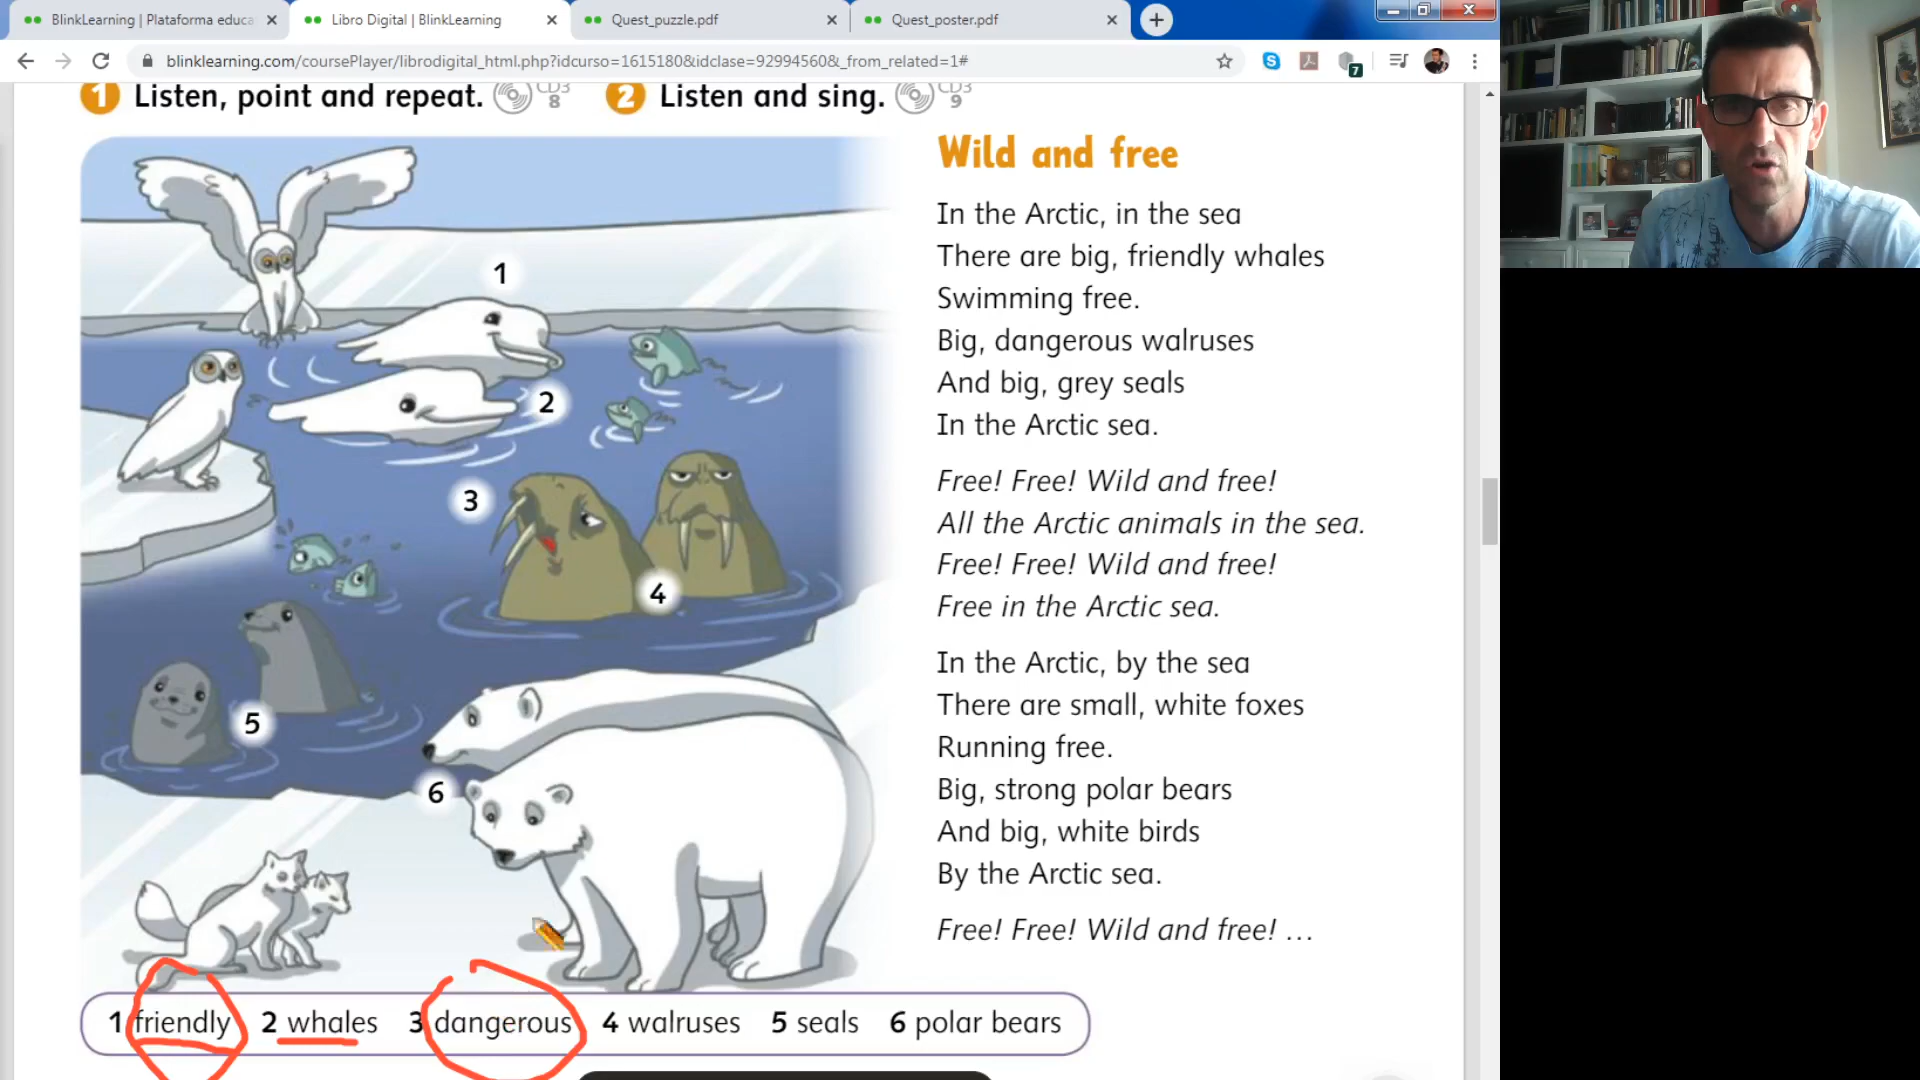 BlinkLearning | Plataforma educa
Libro Digital | BlinkLearning
Quest_puzzle.pdf
Quest_poster.pdf
blinklearning.com/coursePlayer/librodigital_html.php?idcurso=1615180&idclase=92994560&_from_related=1#
7
1 Listen, point and repeat. CD3 8
2 Listen and sing. CD3 9
Wild and free
In the Arctic, in the sea
There are big, friendly whales
Swimming free.
Big, dangerous walruses
And big, grey seals
In the Arctic sea.
Free! Free! Wild and free!
All the Arctic animals in the sea.
Free! Free! Wild and free!
Free in the Arctic sea.
In the Arctic, by the sea
There are small, white foxes
Running free.
Big, strong polar bears
And big, white birds
By the Arctic sea.
Free! Free! Wild and free! ...
1
2
3
4
5
6
1 friendly 2 whales 3 dangerous 4 walruses 5 seals 6 polar bears